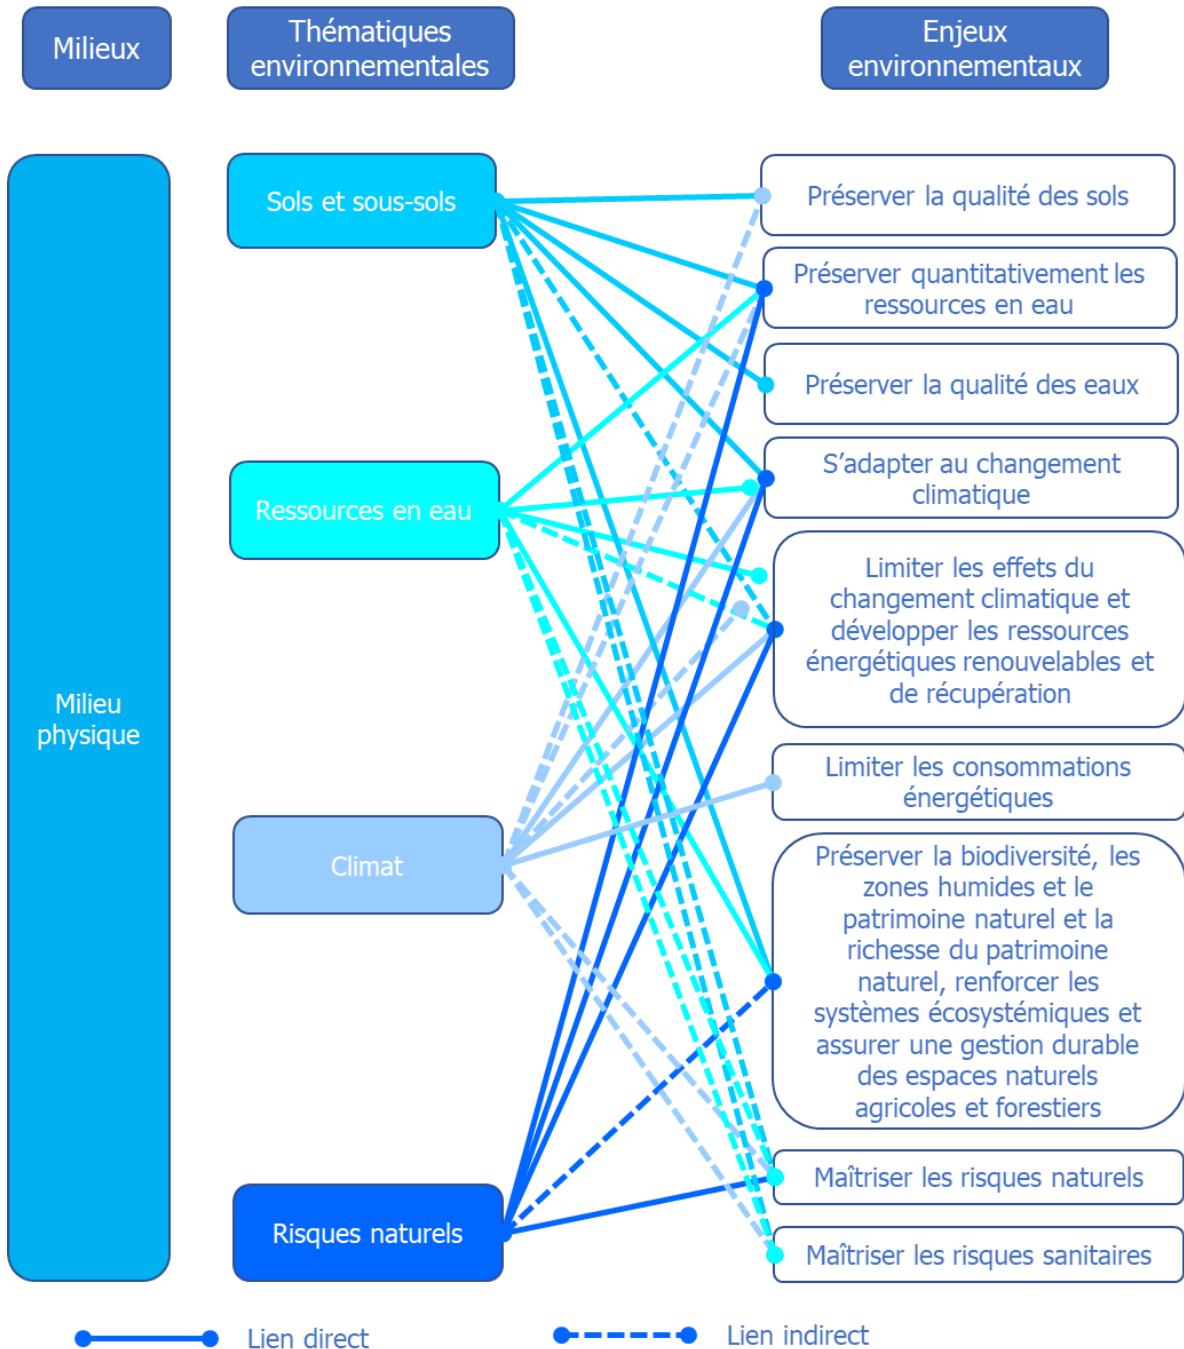 Milieux
Thématiques
environnementales
Enjeux
environnementaux
Milieu
physique
Sols et sous-sols
Ressources en eau
Climat
Risques naturels
Préserver la qualité des sols
Préserver quantitativement les
ressources en eau
Préserver la qualité des eaux
S'adapter au changement
climatique
Limiter les effets du
changement climatique et
développer les ressources
énergétiques renouvelables et
de récupération
Limiter les consommations
énergétiques
Préserver la biodiversité, les
zones humides et le
patrimoine naturel et la
richesse du patrimoine
naturel, renforcer les
systèmes écosystémiques et
assurer une gestion durable
des espaces naturels
agricoles et forestiers
Maîtriser les risques naturels
Maîtriser les risques sanitaires
Lien direct
Lien indirect